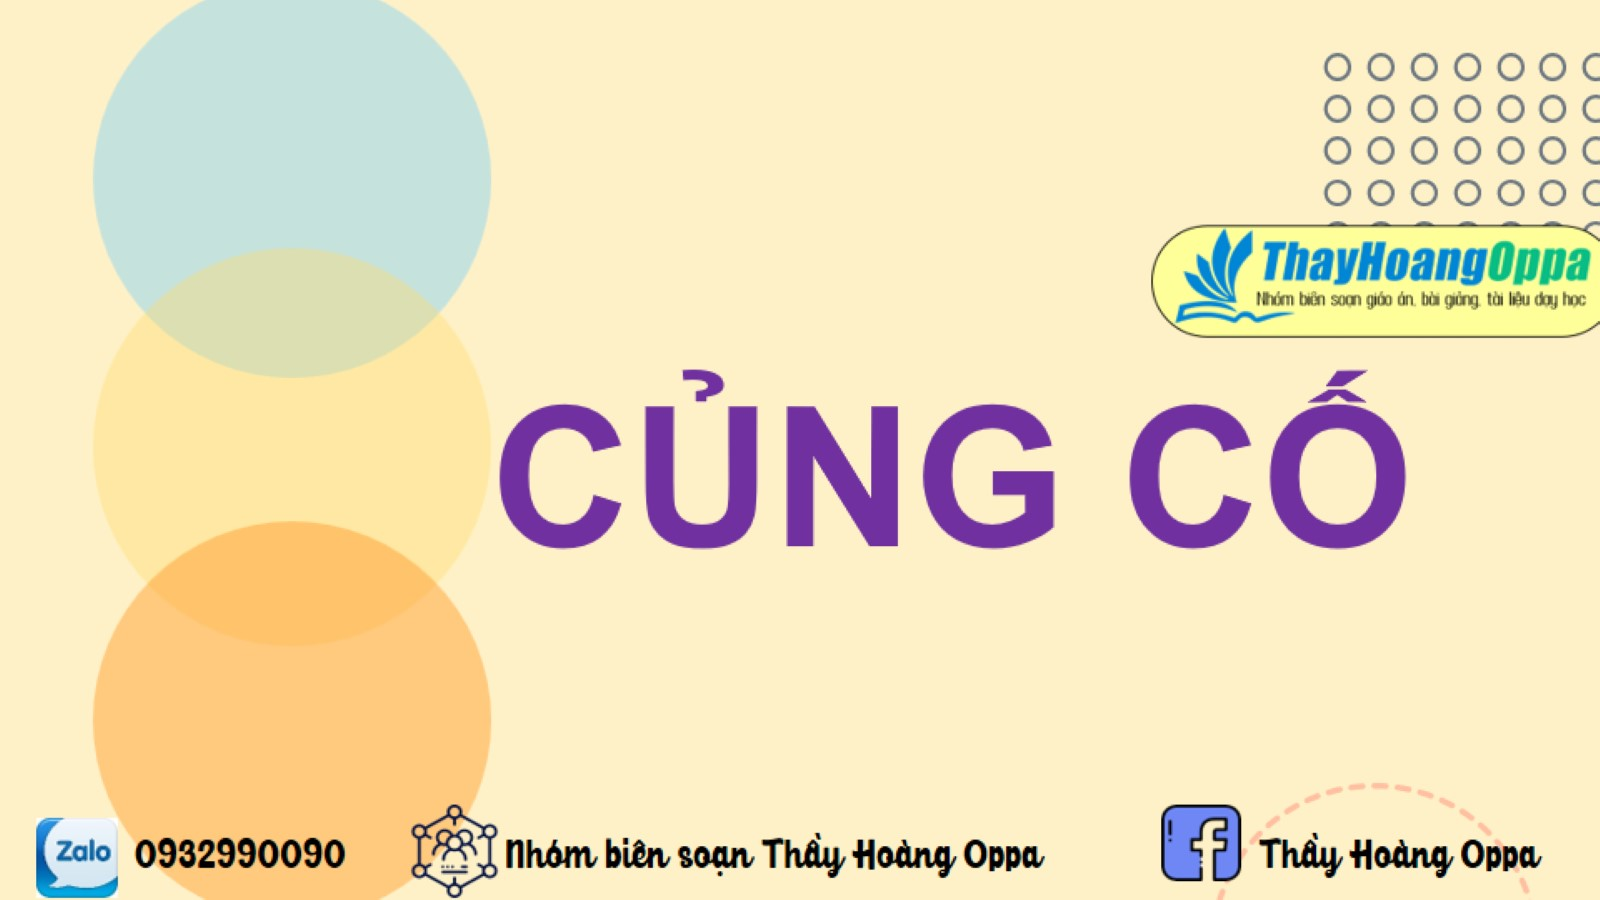 ThayHoangOppa
Nhóm biên soạn giáo án, bài giảng, tài liệu dạy học
CỦNG CỐ
Zalo 0932990090 Nhóm biên soạn Thầy Hoàng Oppa Thầy Hoàng Oppa